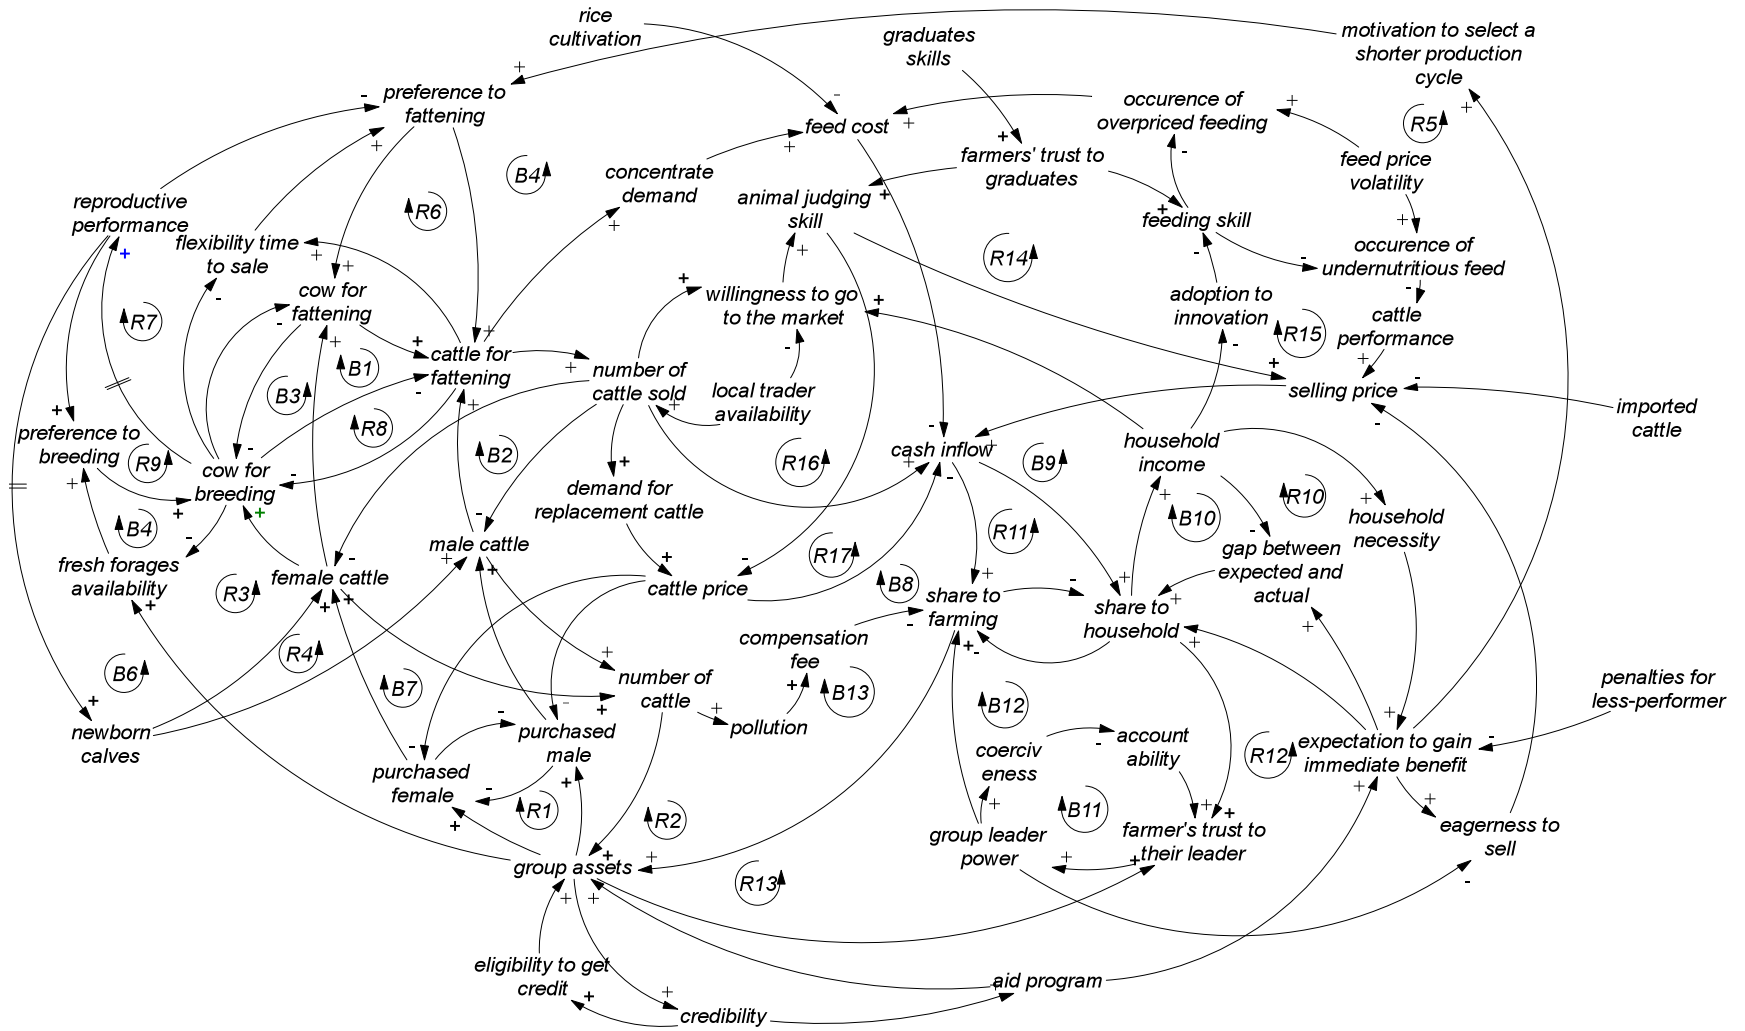 rice
cultivation
graduates
skills
motivation to select a
shorter production
cycle
preference to
fattening
feed cost
occurence of
overpriced feeding
R5
B4
concentrate
demand
farmers' trust to
graduates
feed price
volatility
reproductive
performance
R6
animal judging
skill
feeding skill
flexibility time
to sale
R14
occurence of
undernutritious feed
cow for
fattening
willingness to go
to the market
adoption to
innovation
R7
R15
cattle
performance
B1
cattle for
fattening
number of
cattle sold
local trader
availability
selling price
B3
imported
cattle
R8
preference to
breeding
R9
cow for
breeding
B2
R16
cash inflow
B9
household
income
R10
demand for
replacement cattle
B10
household
necessity
B4
fresh forages
availability
male cattle
R11
R17
gap between
expected and
actual
R3
female cattle
cattle price
B8
share to
farming
share to
household
R4
compensation
fee
B6
B7
number of
cattle
B13
B12
penalties for
less-performer
pollution
newborn
calves
purchased
male
coerciv
eness
account
ability
R12
expectation to gain
immediate benefit
purchased
female
R1
R2
B11
group leader
power
farmer's trust to
their leader
eagerness to
sell
group assets
R13
eligibility to get
credit
aid program
credibility